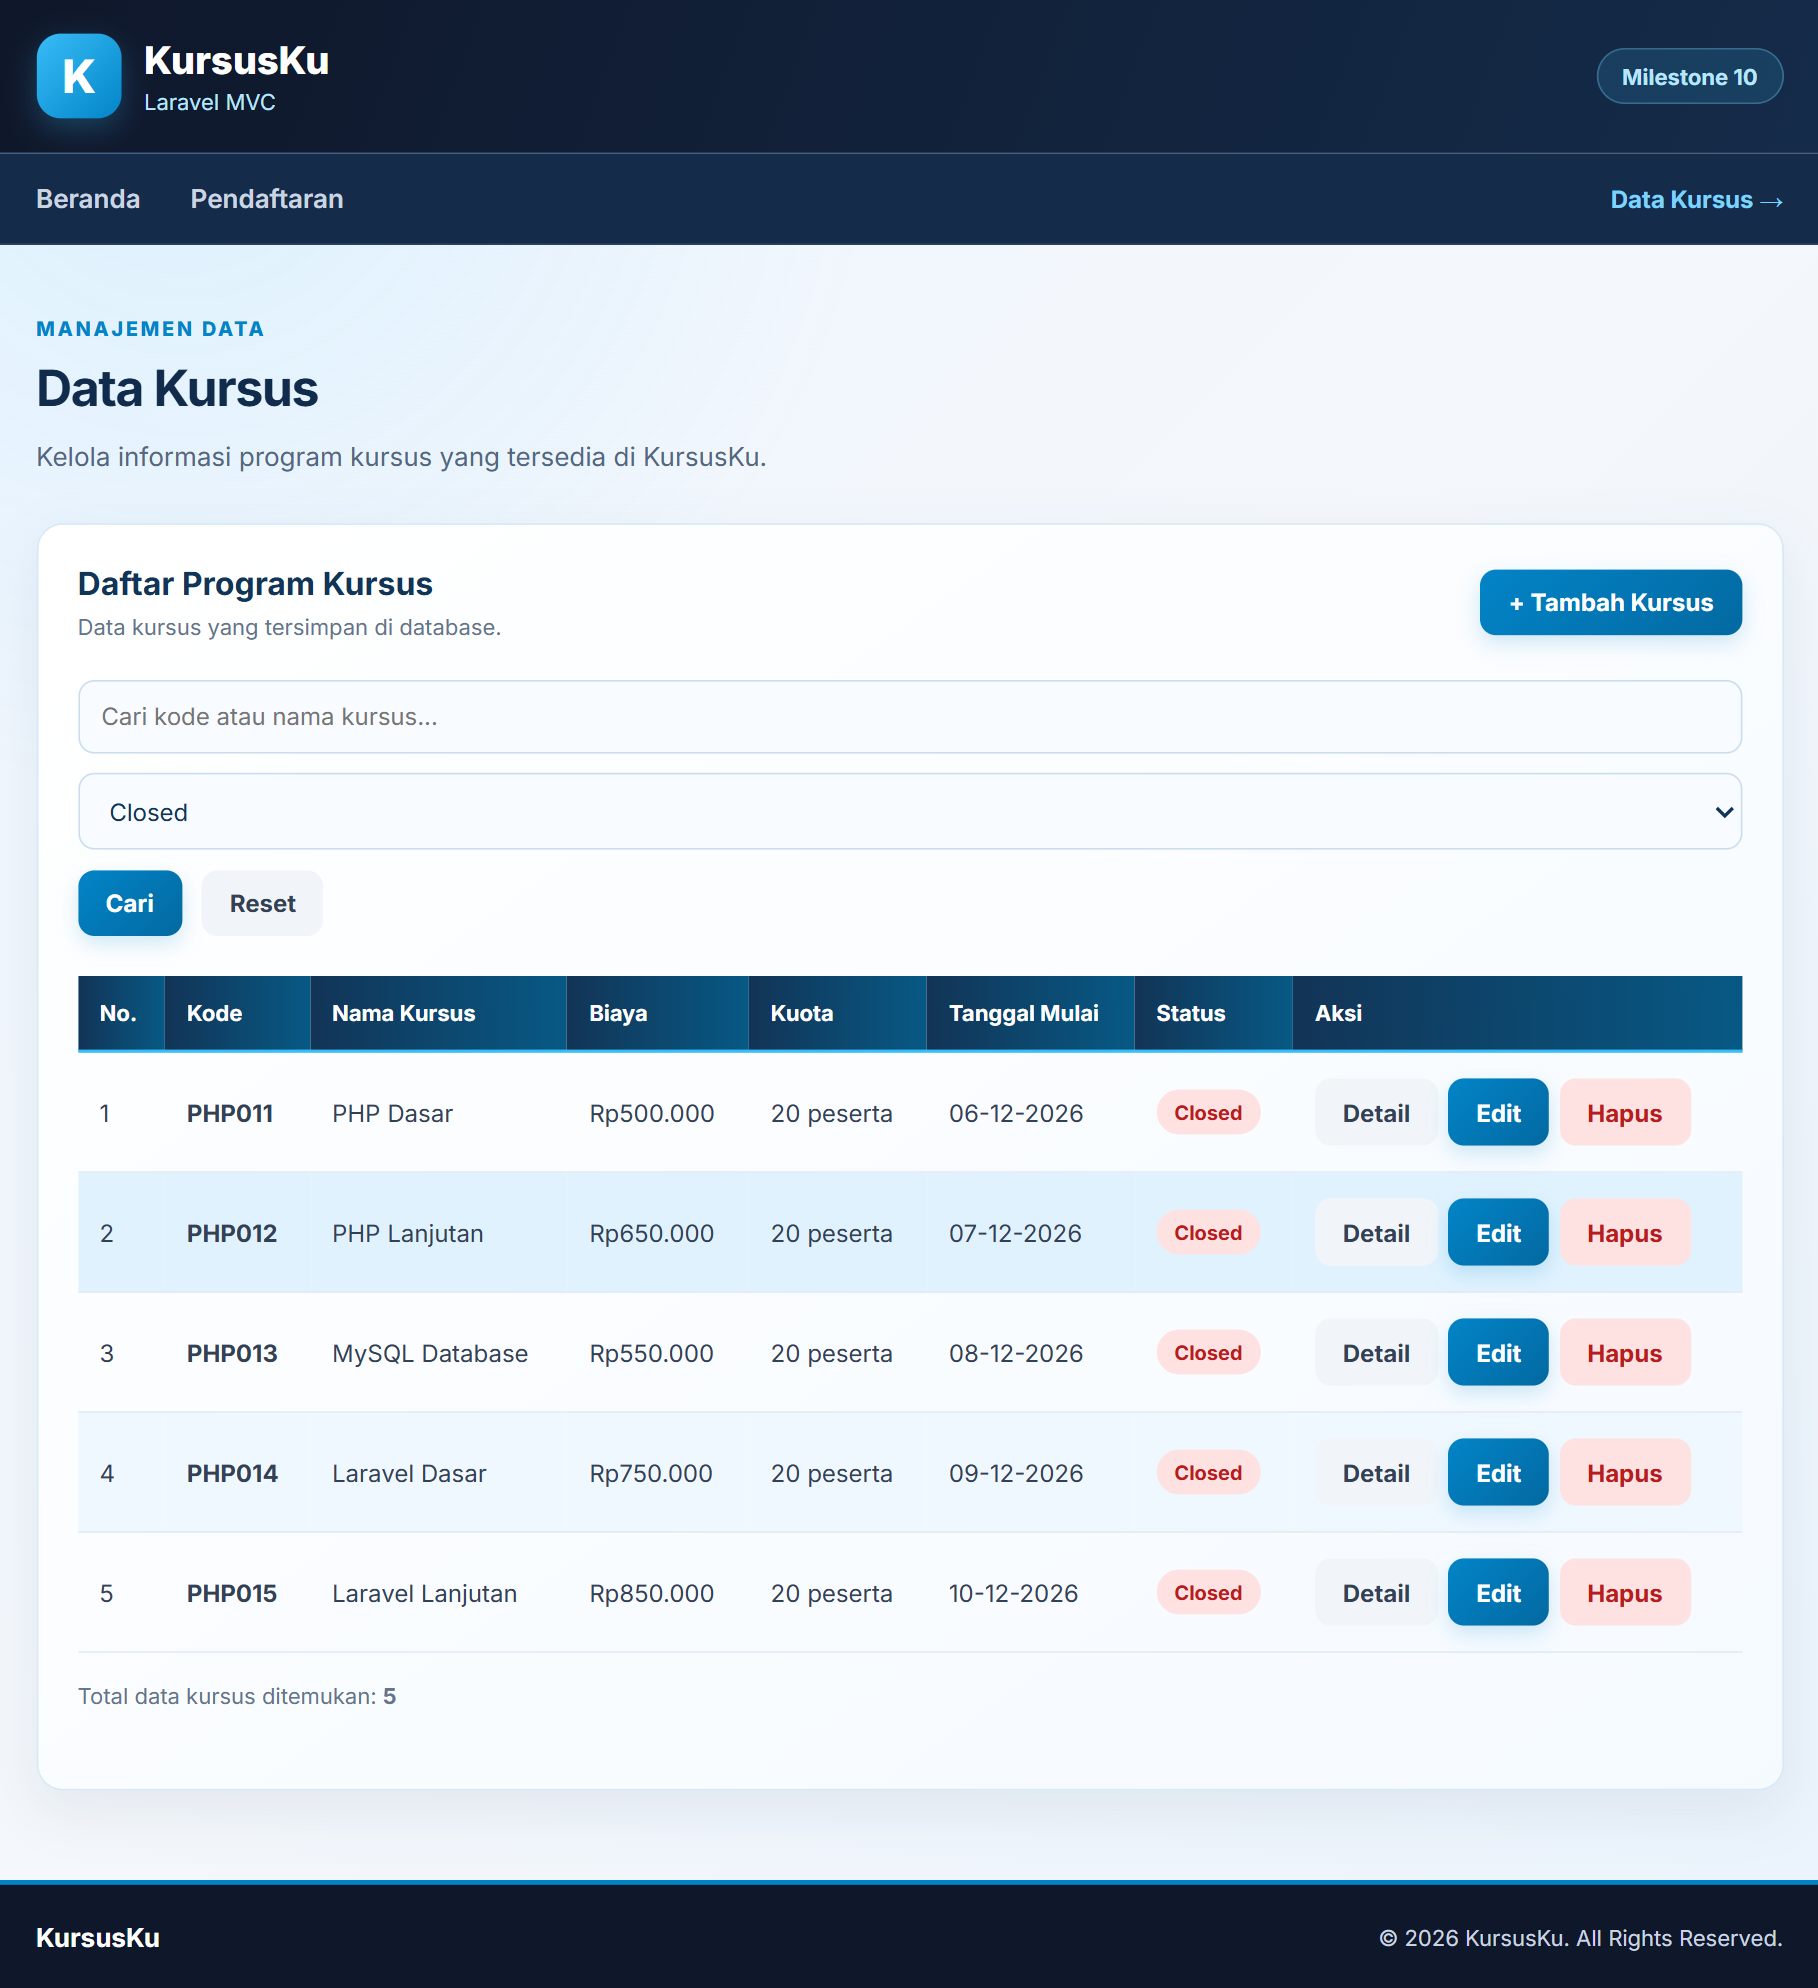 K
KursusKu
Laravel MVC
Milestone 10
Beranda Pendaftaran Data Kursus →
MANAJEMEN DATA
Data Kursus
Kelola informasi program kursus yang tersedia di KursusKu.
Daftar Program Kursus
Data kursus yang tersimpan di database.
+ Tambah Kursus
Cari kode atau nama kursus...
Closed
Cari Reset
No. Kode Nama Kursus Biaya Kuota Tanggal Mulai Status Aksi
1 PHP011 PHP Dasar Rp500.000 20 peserta 06-12-2026 Closed Detail Edit Hapus
2 PHP012 PHP Lanjutan Rp650.000 20 peserta 07-12-2026 Closed Detail Edit Hapus
3 PHP013 MySQL Database Rp550.000 20 peserta 08-12-2026 Closed Detail Edit Hapus
4 PHP014 Laravel Dasar Rp750.000 20 peserta 09-12-2026 Closed Detail Edit Hapus
5 PHP015 Laravel Lanjutan Rp850.000 20 peserta 10-12-2026 Closed Detail Edit Hapus
Total data kursus ditemukan: 5
KursusKu
© 2026 KursusKu. All Rights Reserved.